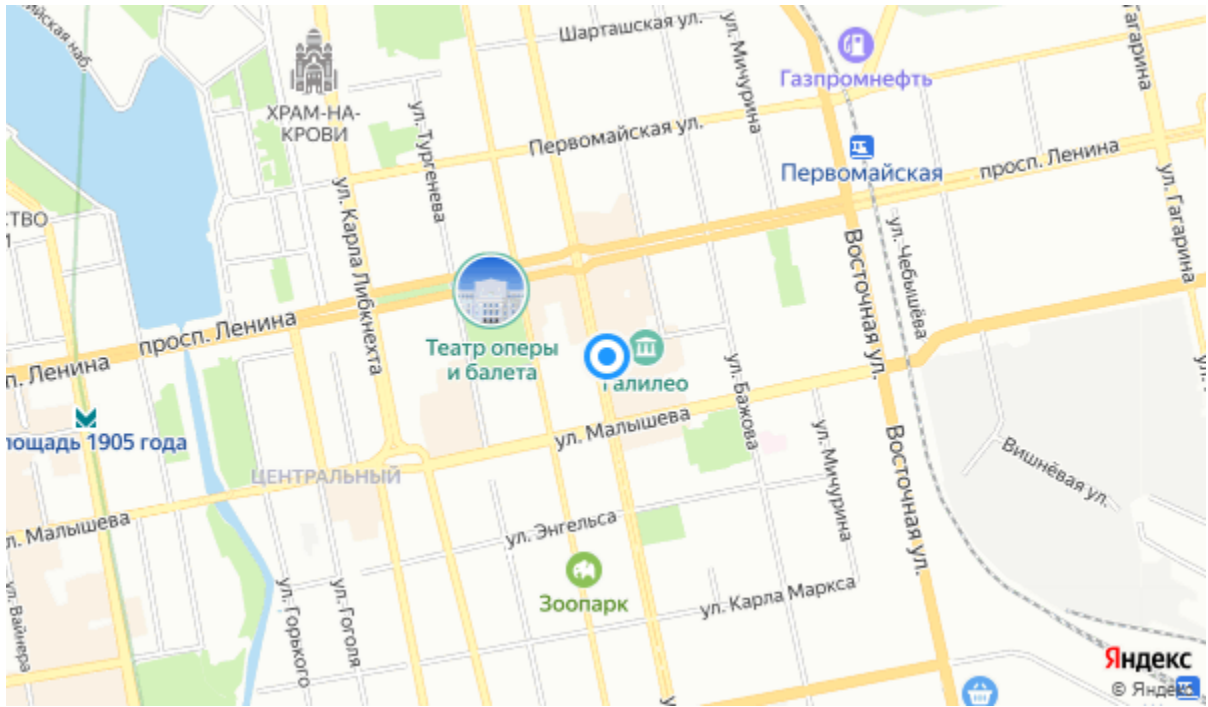 Шарташская ул.
ул. Мичурина
Газпромнефть
Гагарина
ХРАМ-НА-
КРОВИ
ул. Тургенева
Первомайская ул.
Первомайская
просп. Ленина
ул. Гагарина
ул. Карла Либкнехта
Восточная ул.
ул. Чебышёва
просп. Ленина
Театр оперы
и балета
Галилео
ул. Бажова
Ленина
площадь 1905 года
ул. Малышева
ЦЕНТРАЛЬНЫЙ
ул. Мичурина
Восточная ул.
Вишнёвая ул.
ул. Малышева
ул. Энгельса
Зоопарк
ул. Карла Маркса
ул. Вайнера
ул. Горького
ул. Гоголя
Яндекс
© Яндекс